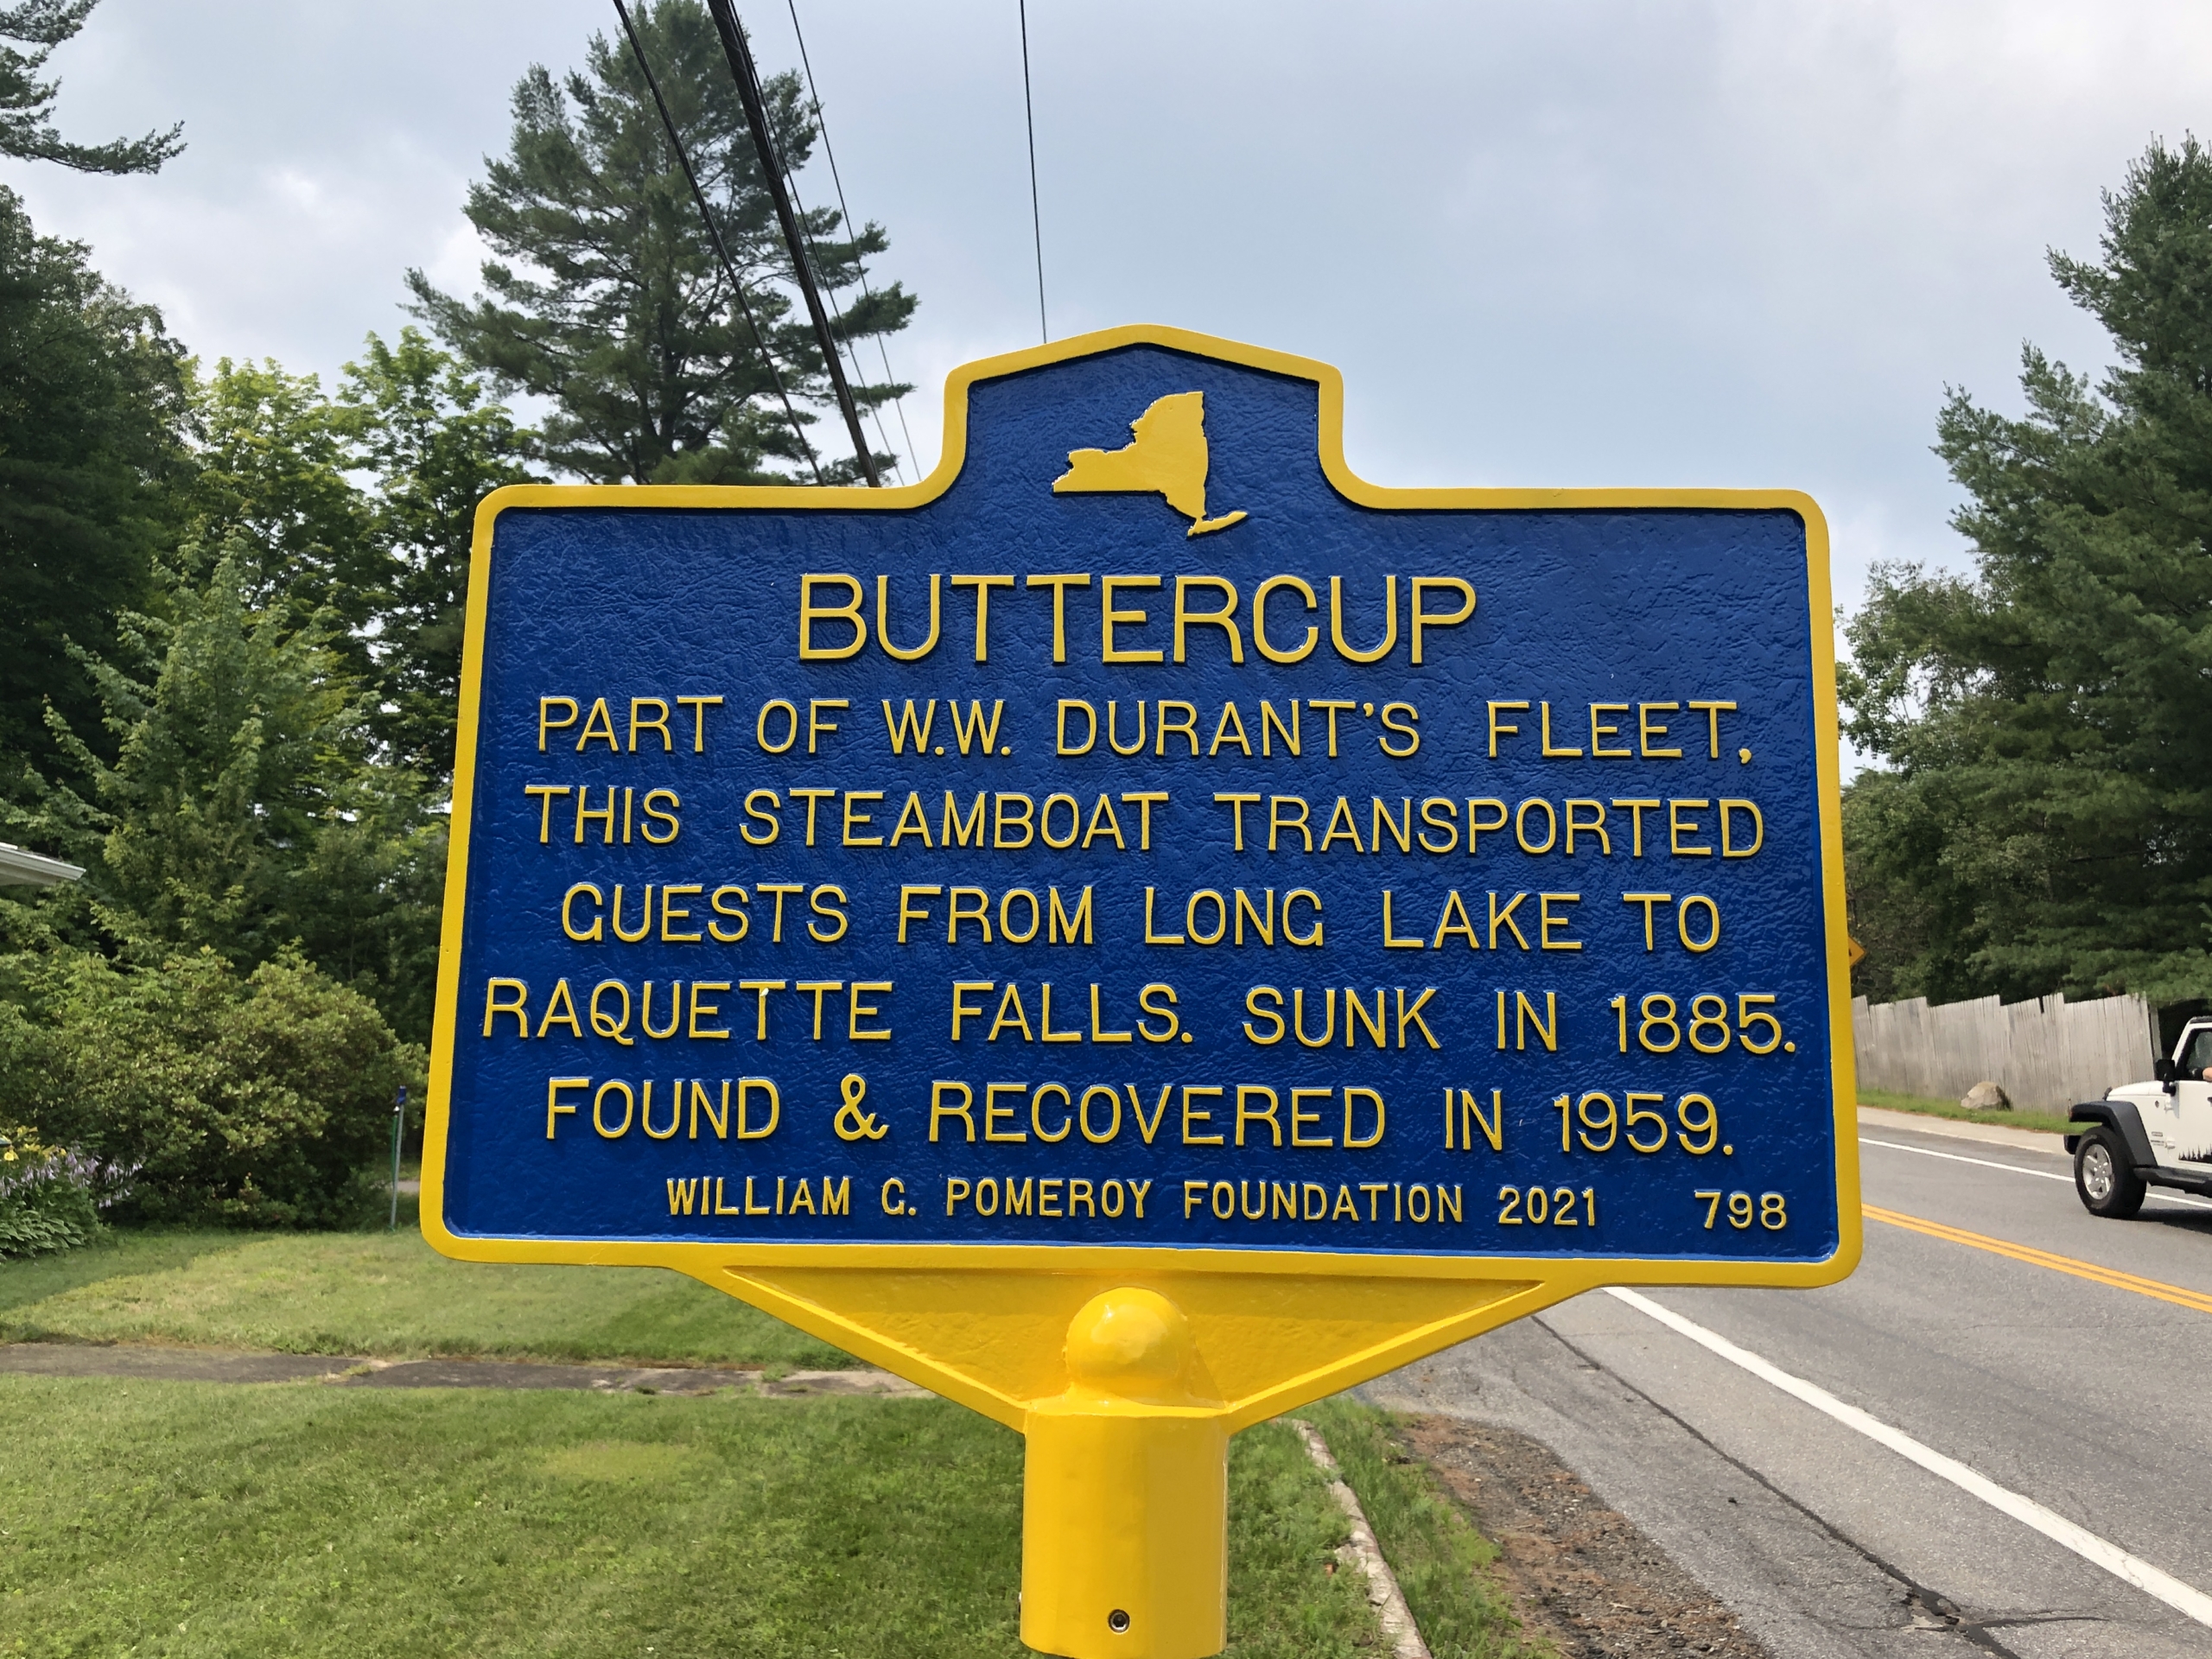 BUTTERCUP
PART OF W.W. DURANT'S FLEET,
THIS STEAMBOAT TRANSPORTED
GUESTS FROM LONG LAKE TO
RAQUETTE FALLS. SUNK IN 1885.
FOUND & RECOVERED IN 1959.
WILLIAM G. POMEROY FOUNDATION 2021 798